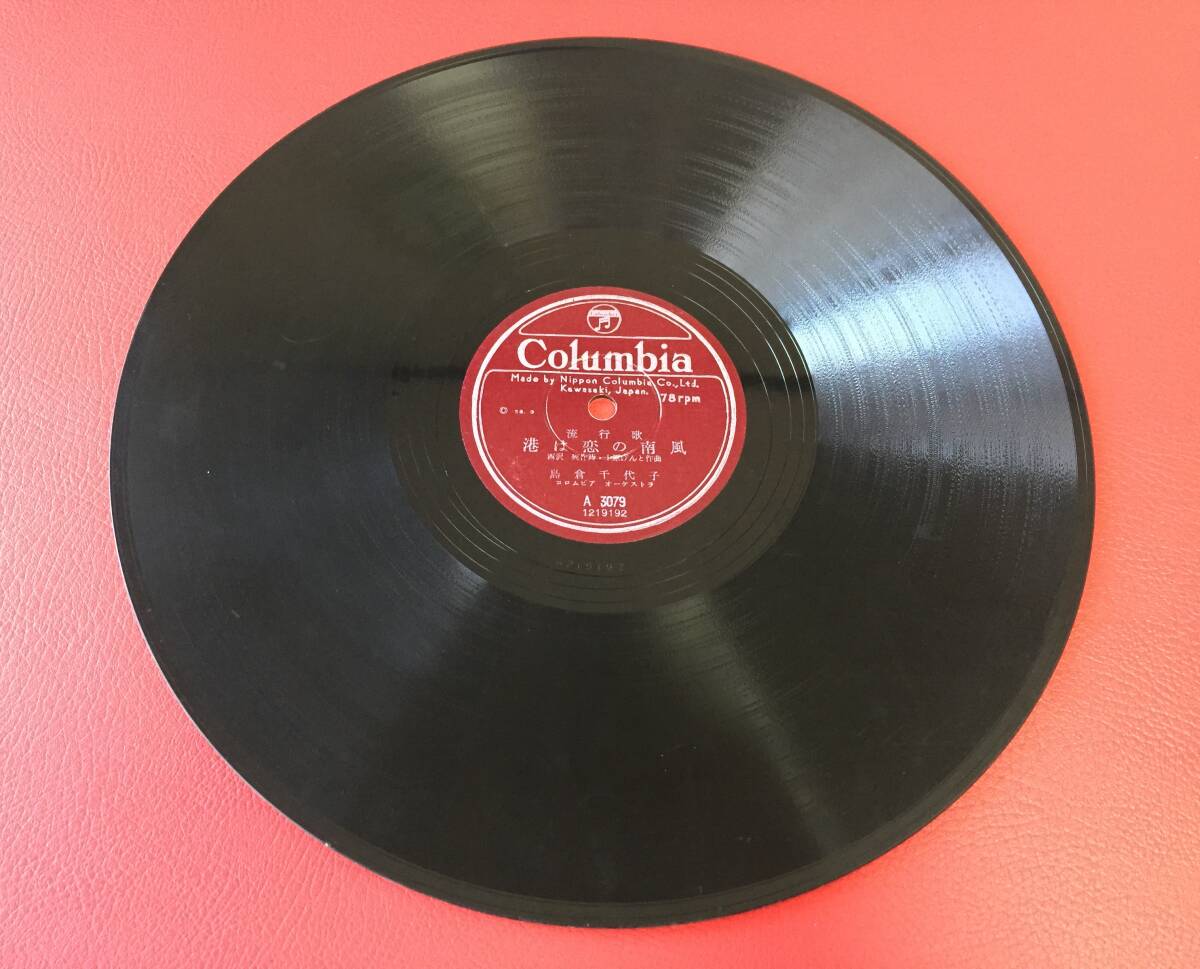 Columbia
Made by Nippon Columbia Co., Ltd.
Kawasaki, Japan. 78rpm
流行歌
港は恋の南風
島倉千代子
コロムビア オーケストラ
A 3079
1219192